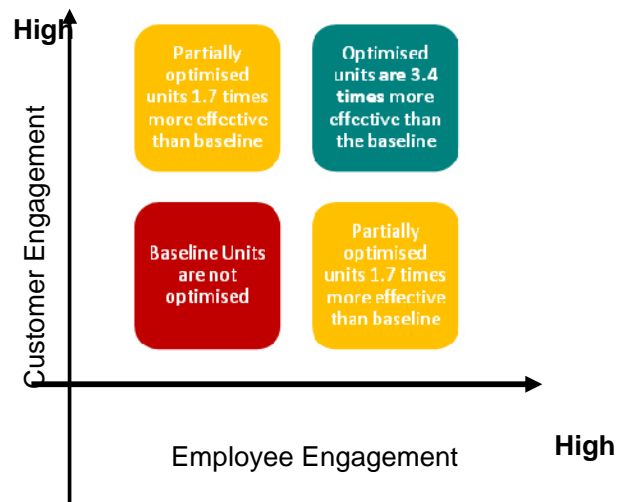 High
Partially
optimised
units 1.7 times
more effective
than baseline
Optimised
units are 3.4
times more
effective than
the baseline
Customer Engagement
Baseline Units
are not
optimised
Partially
optimised
units 1.7 times
more effective
than baseline
Employee Engagement
High